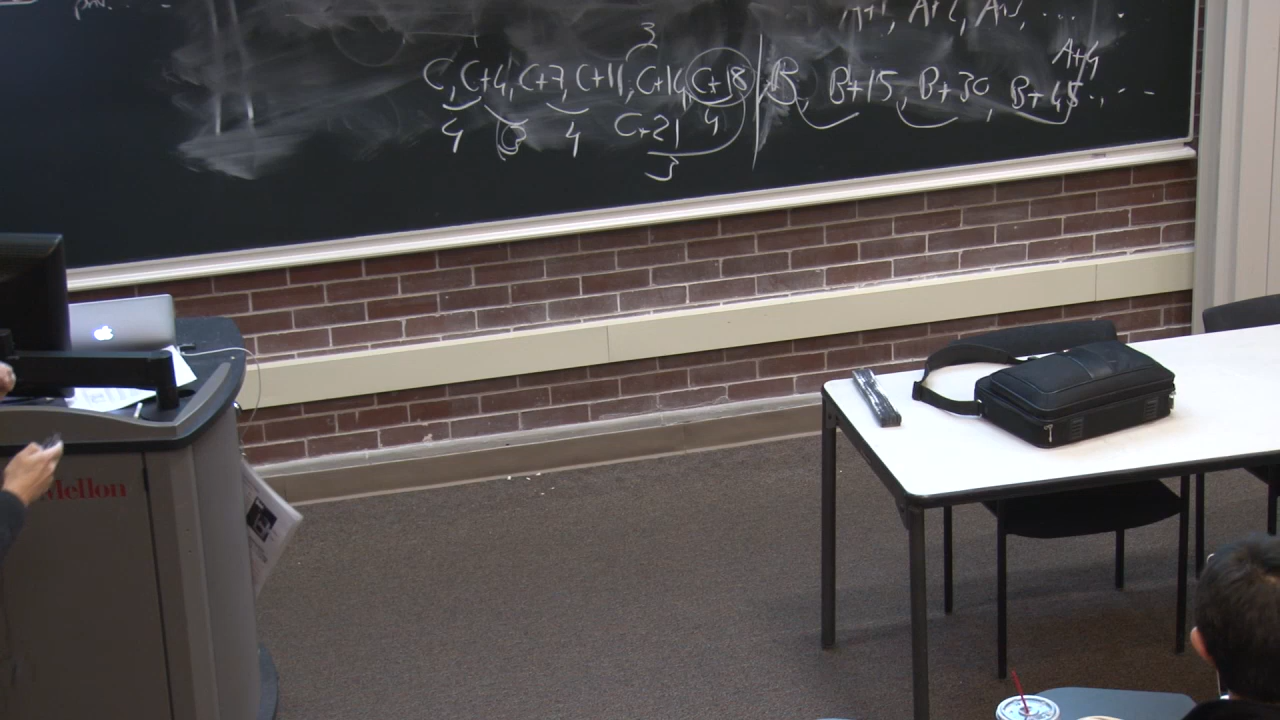 A+1, A+2, A+3, ....
3
A+4
C, C+4, C+7, C+11, C+14, C+18 | B, B+15, B+30, B+45, ...
4 3 4 C+21 4
3
Mellon